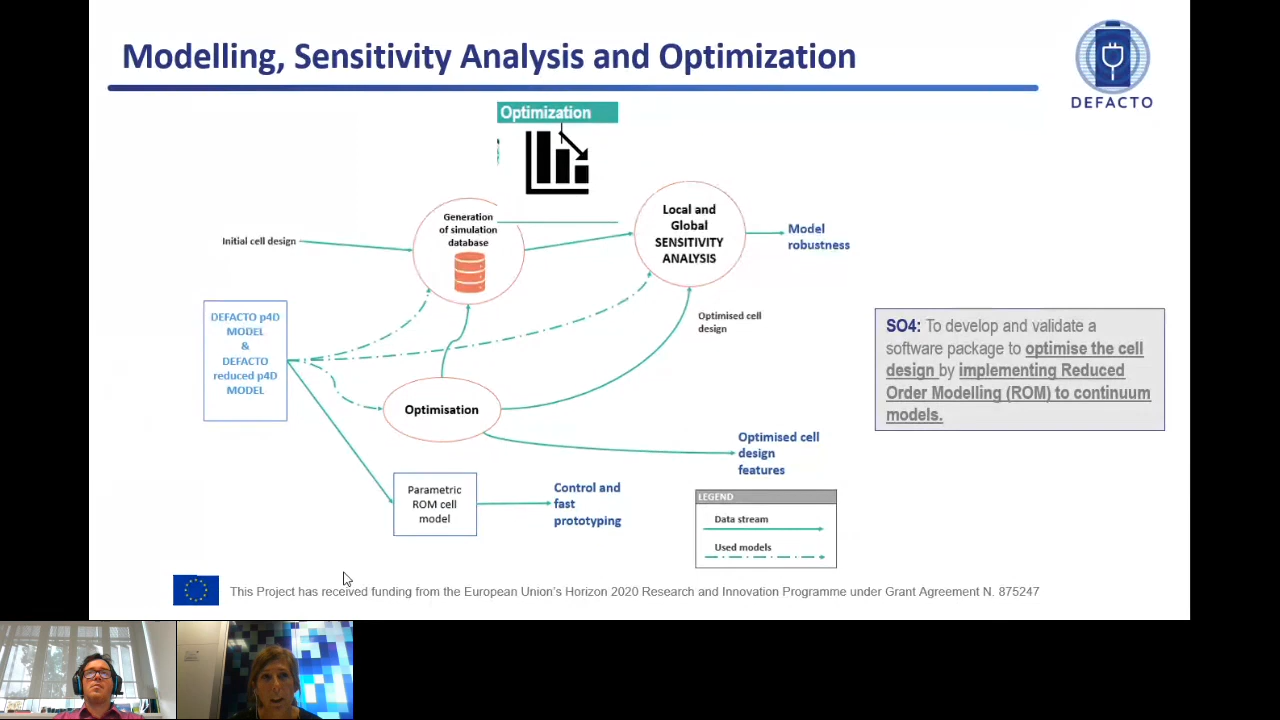 Modelling, Sensitivity Analysis and Optimization
DEFACTO
Optimization
Generation
of simulation
database
Local and
Global
SENSITIVITY
ANALYSIS
Model
robustness
Initial cell design
DEFACTO p4D
MODEL
&
DEFACTO
reduced p4D
MODEL
Optimised cell
design
SO4: To develop and validate a
software package to optimise the cell
design by implementing Reduced
Order Modelling (ROM) to continuum
models.
Optimisation
Optimised cell
design
features
Parametric
ROM cell
model
Control and
fast
prototyping
LEGEND
Data stream
Used models
This Project has received funding from the European Union's Horizon 2020 Research and Innovation Programme under Grant Agreement N. 875247